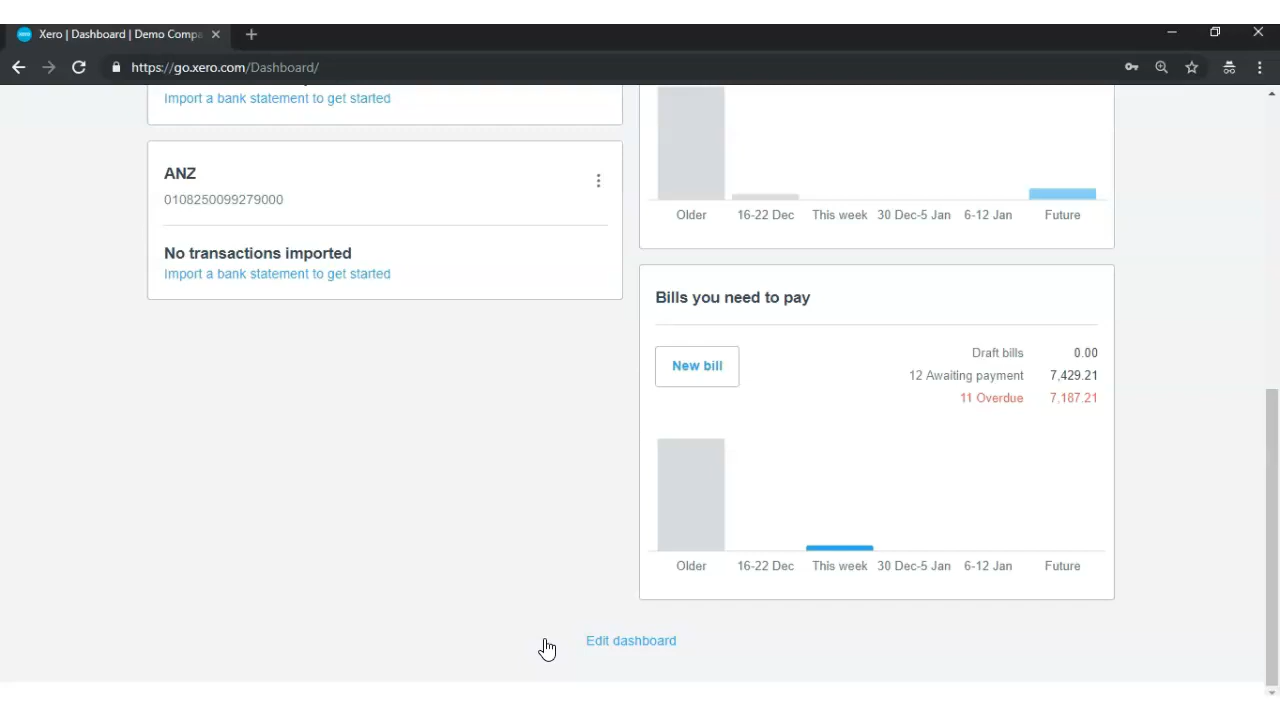 Xero | Dashboard | Demo Compa
https://go.xero.com/Dashboard/
Import a bank statement to get started
ANZ
0108250099279000
No transactions imported
Import a bank statement to get started
Older 16-22 Dec This week 30 Dec-5 Jan 6-12 Jan Future
Bills you need to pay
New bill
Draft bills 0.00
12 Awaiting payment 7,429.21
11 Overdue 7,187.21
Older 16-22 Dec This week 30 Dec-5 Jan 6-12 Jan Future
Edit dashboard